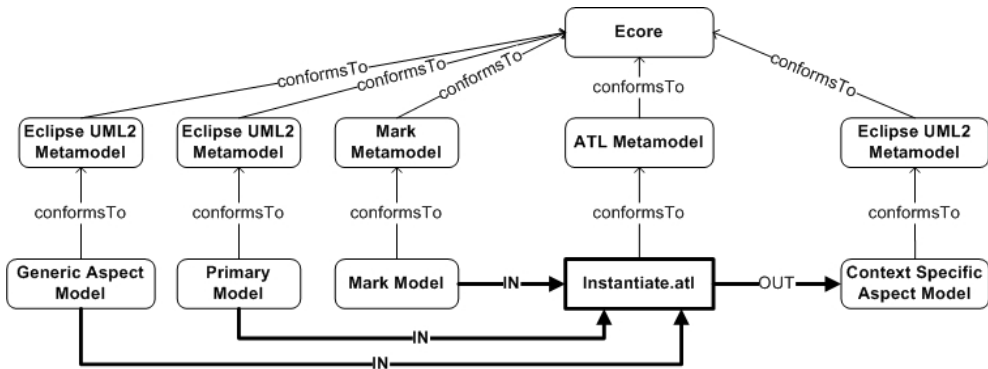 Ecore
conformsTo
conformsTo
conformsTo
conformsTo
conformsTo
Eclipse UML2
Metamodel
Eclipse UML2
Metamodel
Mark
Metamodel
ATL Metamodel
Eclipse UML2
Metamodel
conformsTo
conformsTo
conformsTo
conformsTo
conformsTo
Generic Aspect
Model
Primary
Model
Mark Model
IN
Instantiate.atl
OUT
Context Specific
Aspect Model
IN
IN